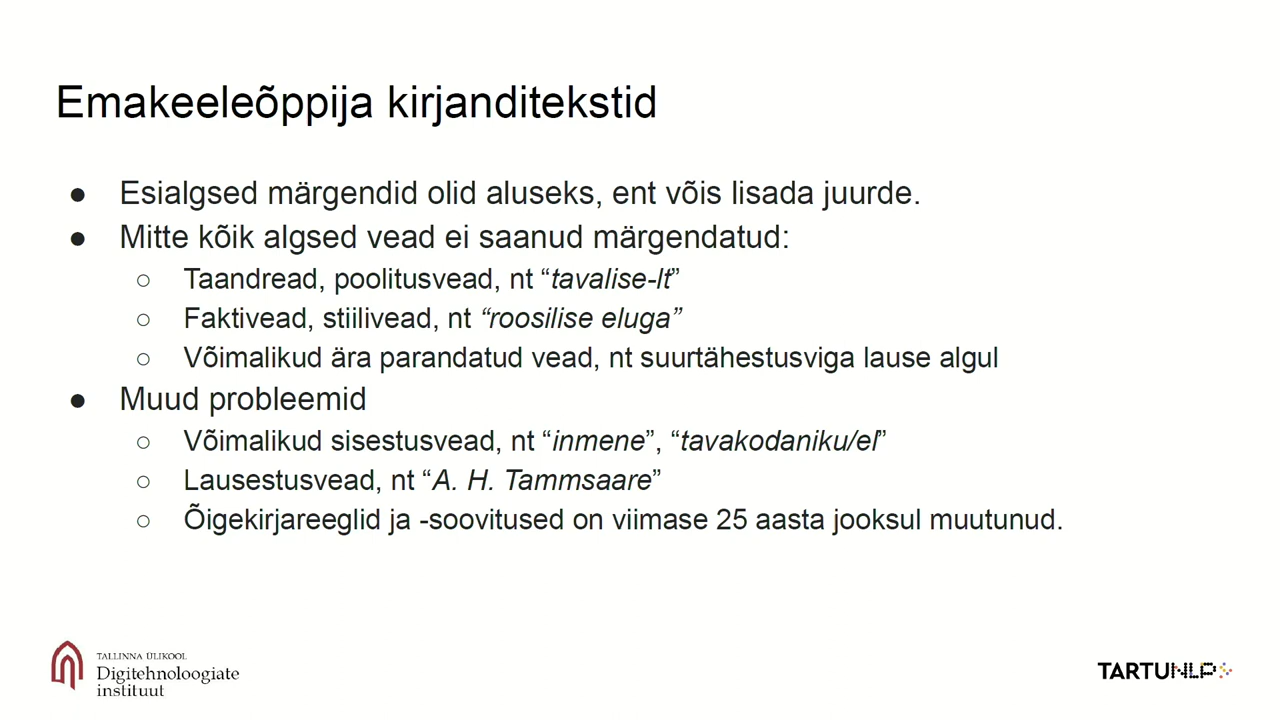 Emakeeleõppija kirjanditekstid
● Esialgsed märgendid olid aluseks, ent võis lisada juurde.
● Mitte kõik algsed vead ei saanud märgendatud:
○ Taandread, poolitusvead, nt “tavalise-lt”
○ Faktivead, stiilivead, nt “roosilise eluga”
○ Võimalikud ära parandatud vead, nt suurtähestusviga lause algul
● Muud probleemid
○ Võimalikud sisestusvead, nt “inmene”, “tavakodaniku/el”
○ Lausestusvead, nt “A. H. Tammsaare”
○ Õigekirjareeglid ja -soovitused on viimase 25 aasta jooksul muutunud.
TALLINNA ÜLIKOOL
Digitehnoloogiate
instituut
TARTUNLP